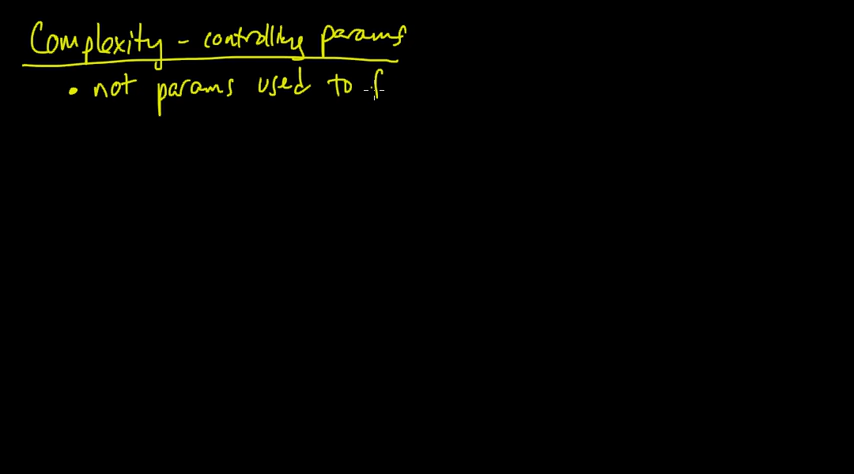 Complexity - controlling params
• not params used to f